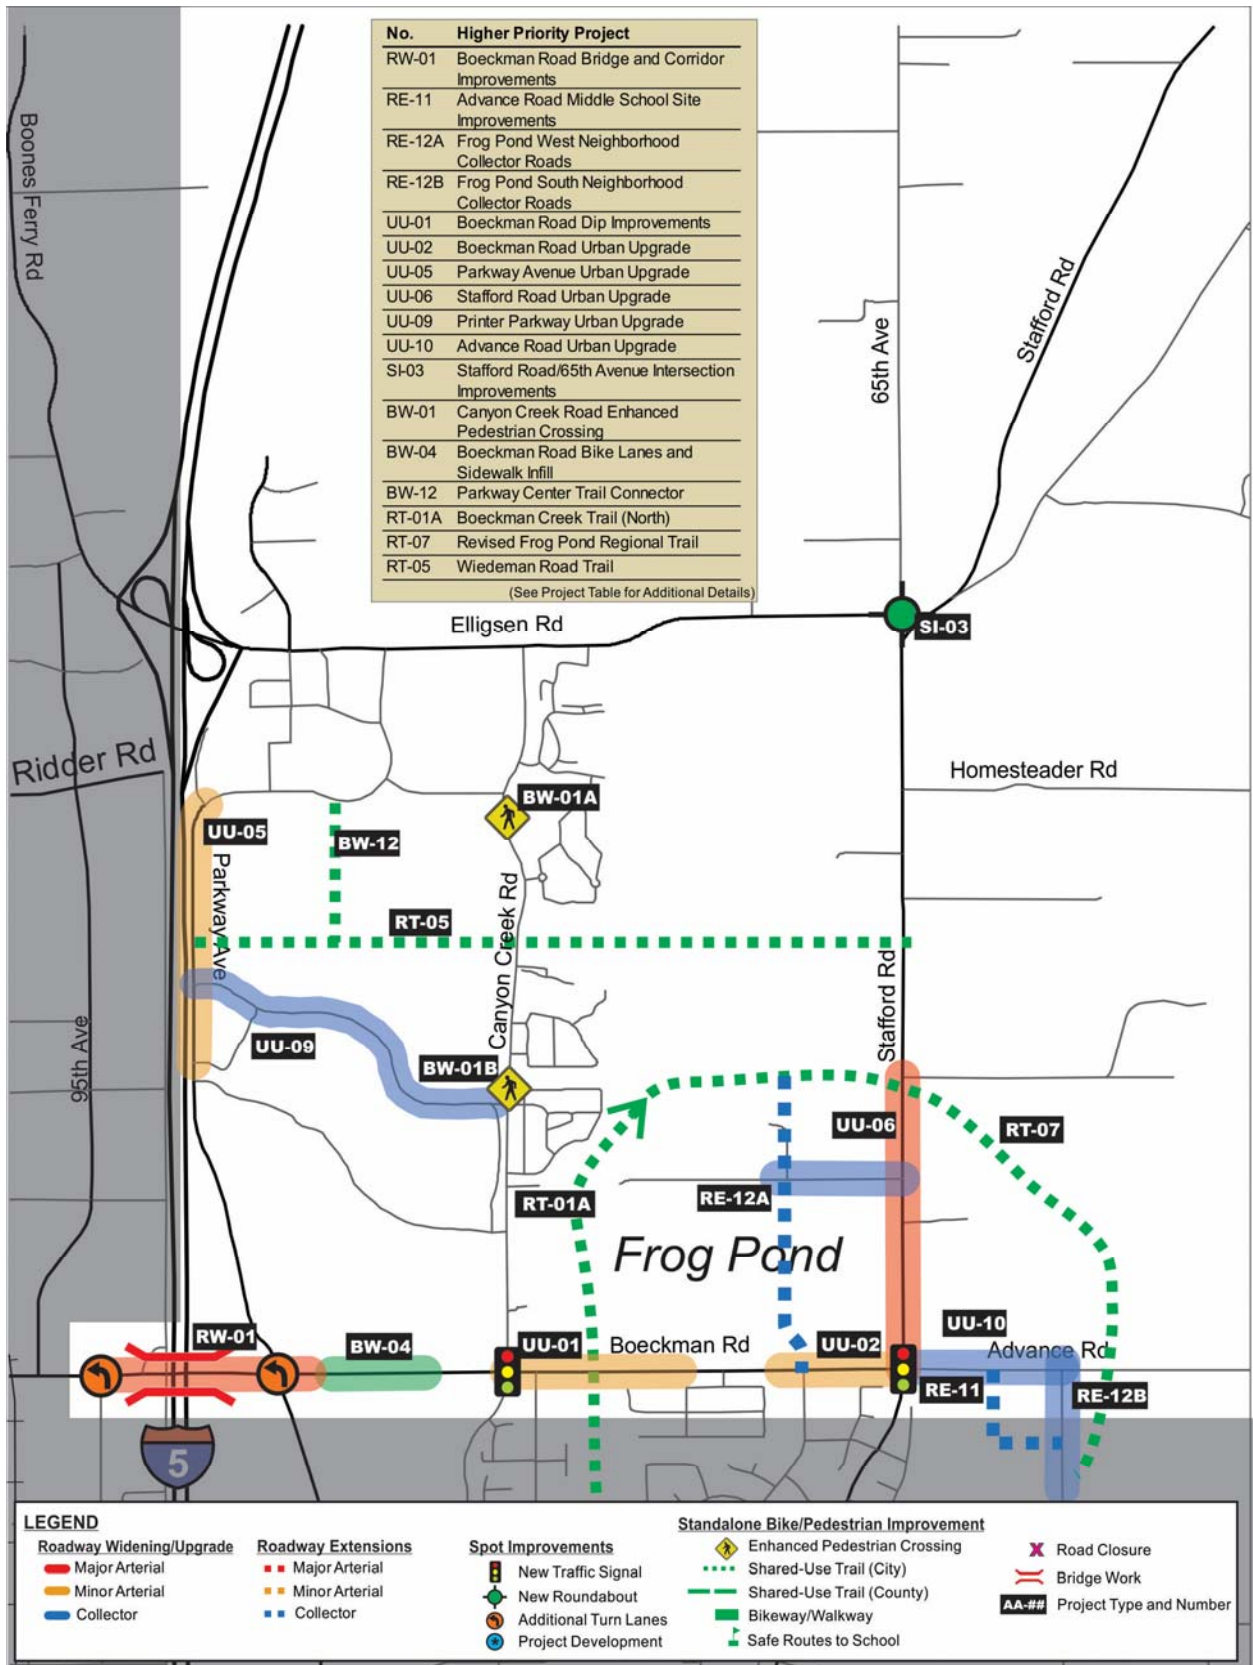 No. Higher Priority Project
RW-01 Boeckman Road Bridge and Corridor
Improvements
RE-11 Advance Road Middle School Site
Improvements
RE-12A Frog Pond West Neighborhood
Collector Roads
RE-12B Frog Pond South Neighborhood
Collector Roads
UU-01 Boeckman Road Dip Improvements
UU-02 Boeckman Road Urban Upgrade
UU-05 Parkway Avenue Urban Upgrade
UU-06 Stafford Road Urban Upgrade
UU-09 Printer Parkway Urban Upgrade
UU-10 Advance Road Urban Upgrade
SI-03 Stafford Road/65th Avenue Intersection
Improvements
BW-01 Canyon Creek Road Enhanced
Pedestrian Crossing
BW-04 Boeckman Road Bike Lanes and
Sidewalk Infill
BW-12 Parkway Center Trail Connector
RT-01A Boeckman Creek Trail (North)
RT-07 Revised Frog Pond Regional Trail
RT-05 Wiedeman Road Trail
(See Project Table for Additional Details)
Boones Ferry Rd
65th Ave
Stafford Rd
Elligsen Rd
SI-03
Ridder Rd
Homesteader Rd
BW-01A
UU-05
BW-12
Parkway Ave
RT-05
Canyon Creek Rd
Stafford Rd
95th Ave
UU-09
BW-01B
UU-06
RT-07
RE-12A
RT-01A
Frog Pond
RW-01
BW-04
UU-01
Boeckman Rd
UU-02
UU-10
Advance Rd
RE-11
RE-12B
5
LEGEND
Roadway Widening/Upgrade
Major Arterial
Minor Arterial
Collector
Roadway Extensions
Major Arterial
Minor Arterial
Collector
Spot Improvements
New Traffic Signal
New Roundabout
Additional Turn Lanes
Project Development
Standalone Bike/Pedestrian Improvement
Enhanced Pedestrian Crossing
Shared-Use Trail (City)
Shared-Use Trail (County)
Bikeway/Walkway
Safe Routes to School
X Road Closure
Bridge Work
AA-## Project Type and Number